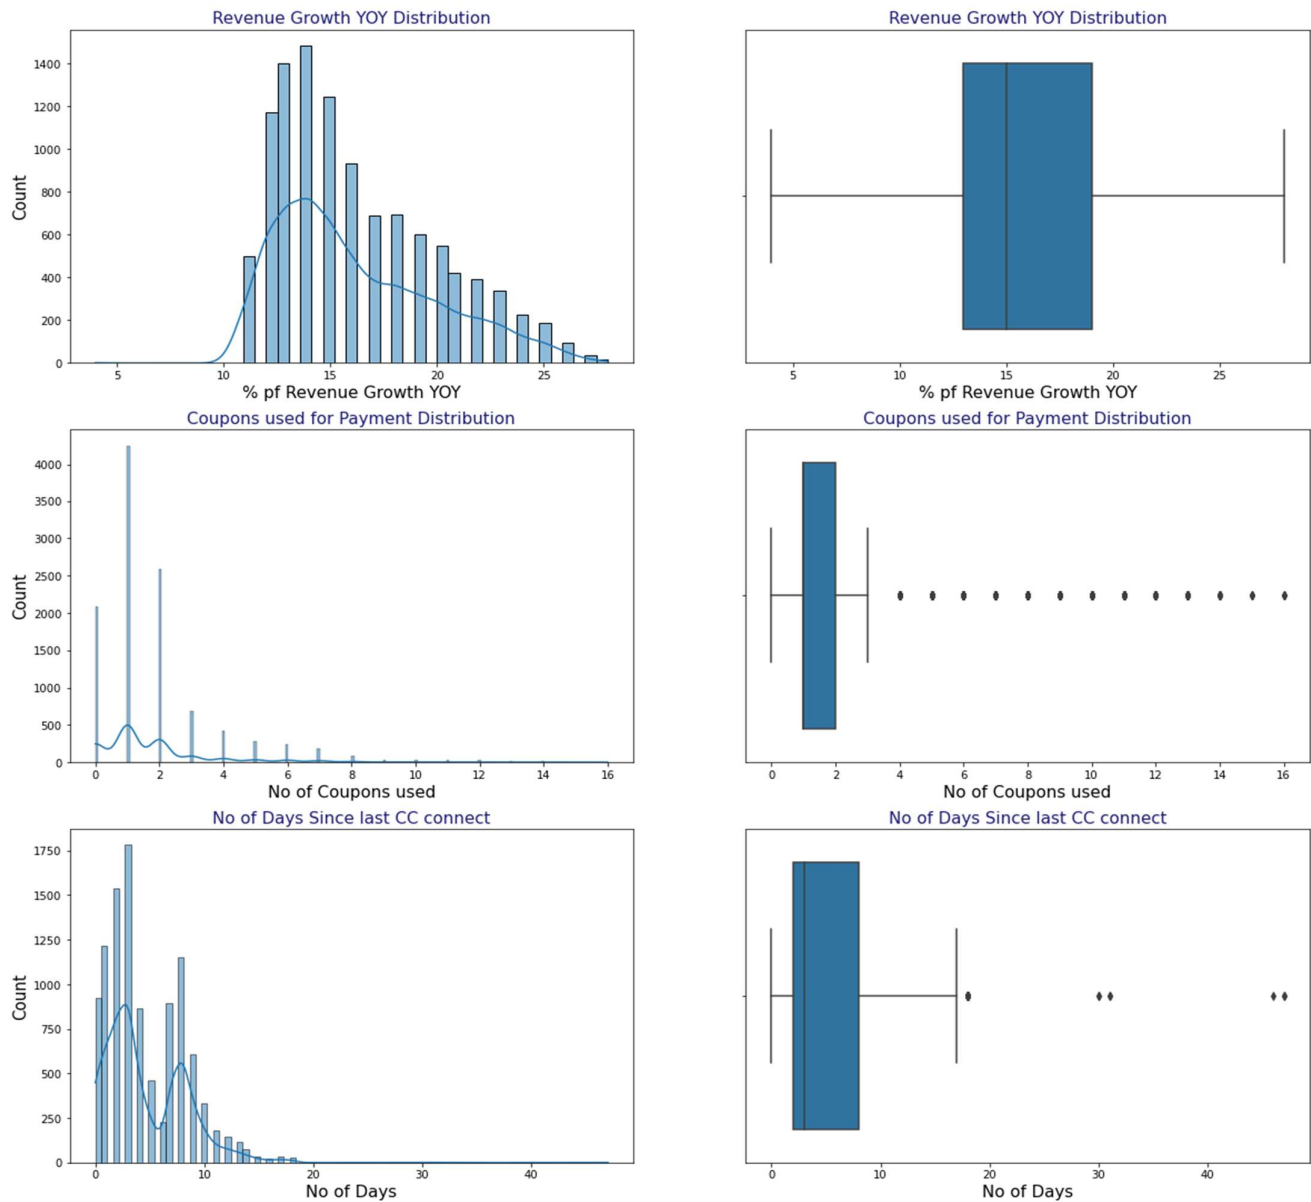 Revenue Growth YOY Distribution
Count
1400
1200
1000
800
600
400
200
0
5 10 15 20 25
% pf Revenue Growth YOY
Revenue Growth YOY Distribution
5 10 15 20 25
% pf Revenue Growth YOY
Coupons used for Payment Distribution
Count
4000
3500
3000
2500
2000
1500
1000
500
0
0 2 4 6 8 10 12 14 16
No of Coupons used
Coupons used for Payment Distribution
0 2 4 6 8 10 12 14 16
No of Coupons used
No of Days Since last CC connect
Count
1750
1500
1250
1000
750
500
250
0
0 10 20 30 40
No of Days
No of Days Since last CC connect
0 10 20 30 40
No of Days